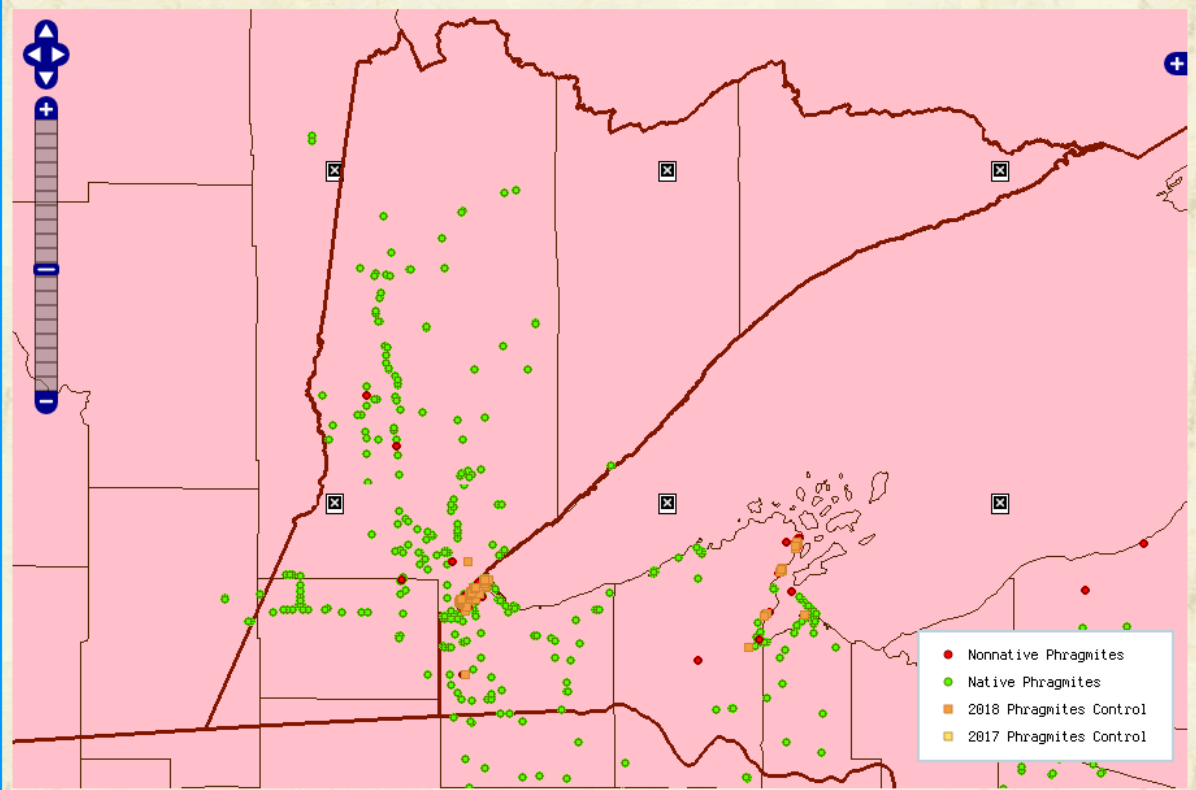 Nonnative Phragmites
Native Phragmites
2018 Phragmites Control
2017 Phragmites Control